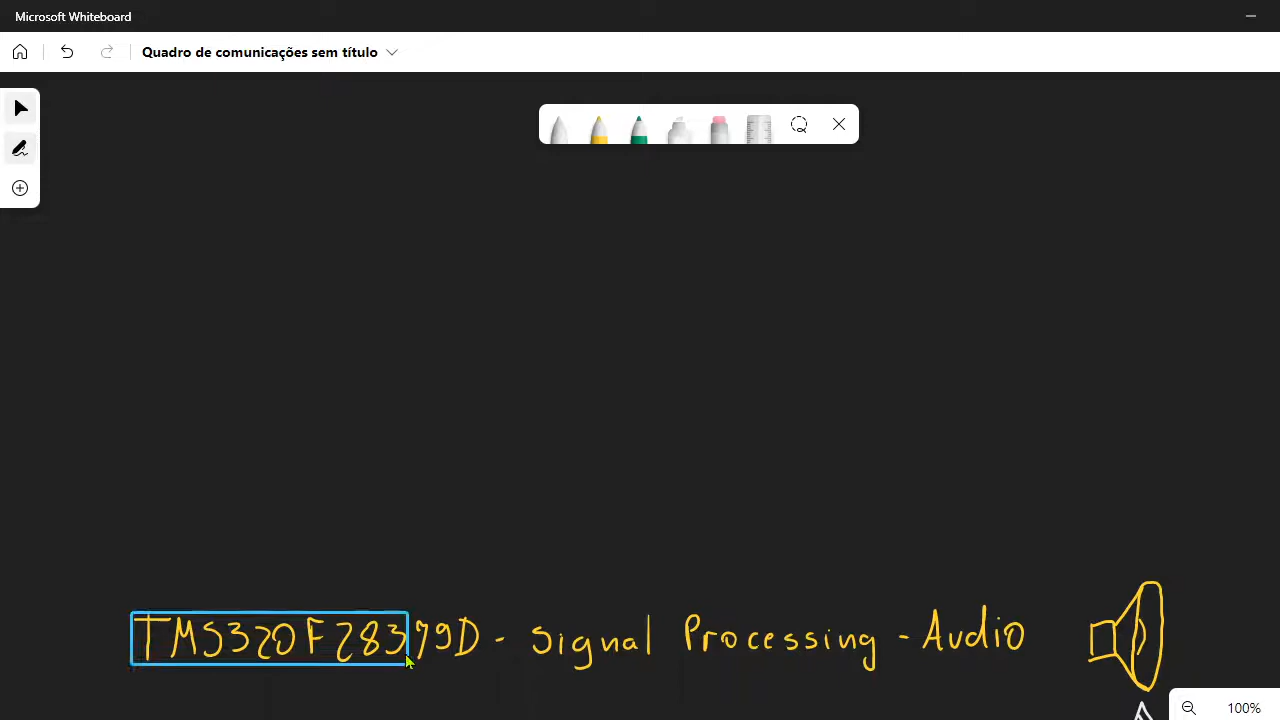 Microsoft Whiteboard
Quadro de comunicações sem título
TMS320F28379D - Signal Processing - Audio
100%